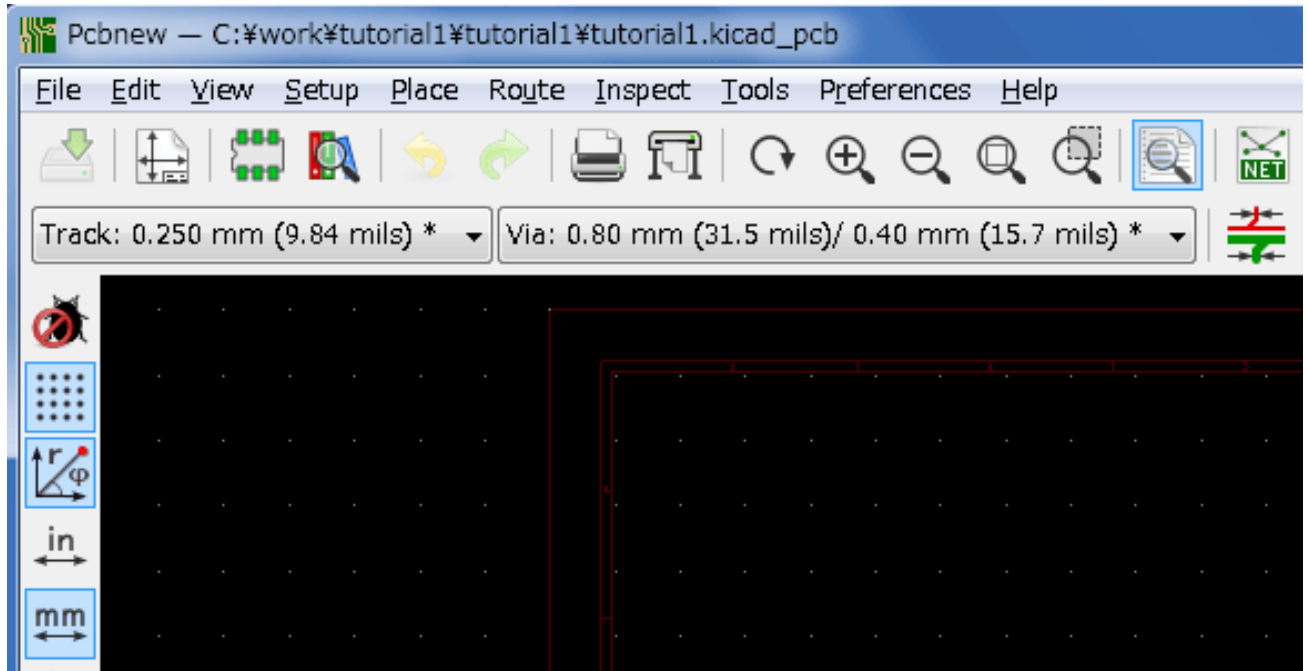 Pcbnew — C:¥work¥tutorial1¥tutorial1¥tutorial1.kicad_pcb
File Edit View Setup Place Route Inspect Tools Preferences Help
NET
Track: 0.250 mm (9.84 mils) * Via: 0.80 mm (31.5 mils)/ 0.40 mm (15.7 mils) *
r φ
in
mm